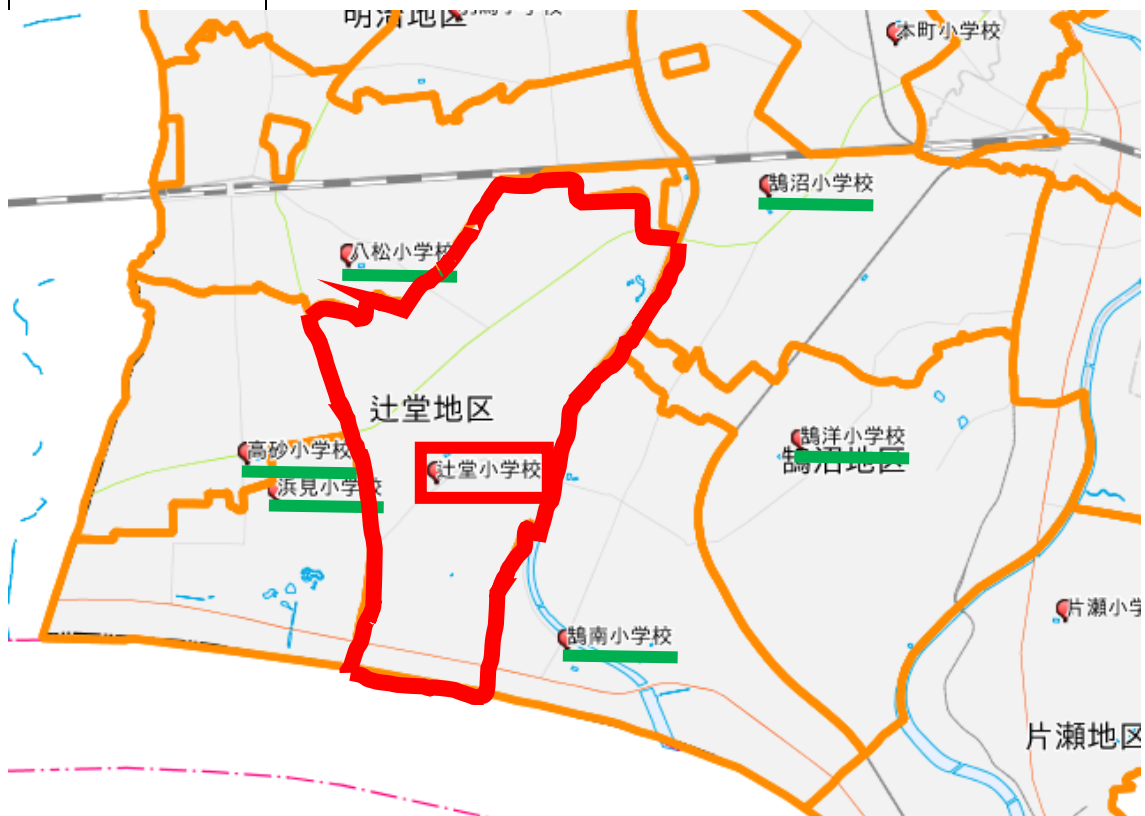 明治地区
本町小学校
鵠沼小学校
八松小学校
辻堂地区
高砂小学校
辻堂小学校
浜見小学校
鵠洋小学校
鵠沼地区
鵠南小学校
片瀬小学
片瀬地区